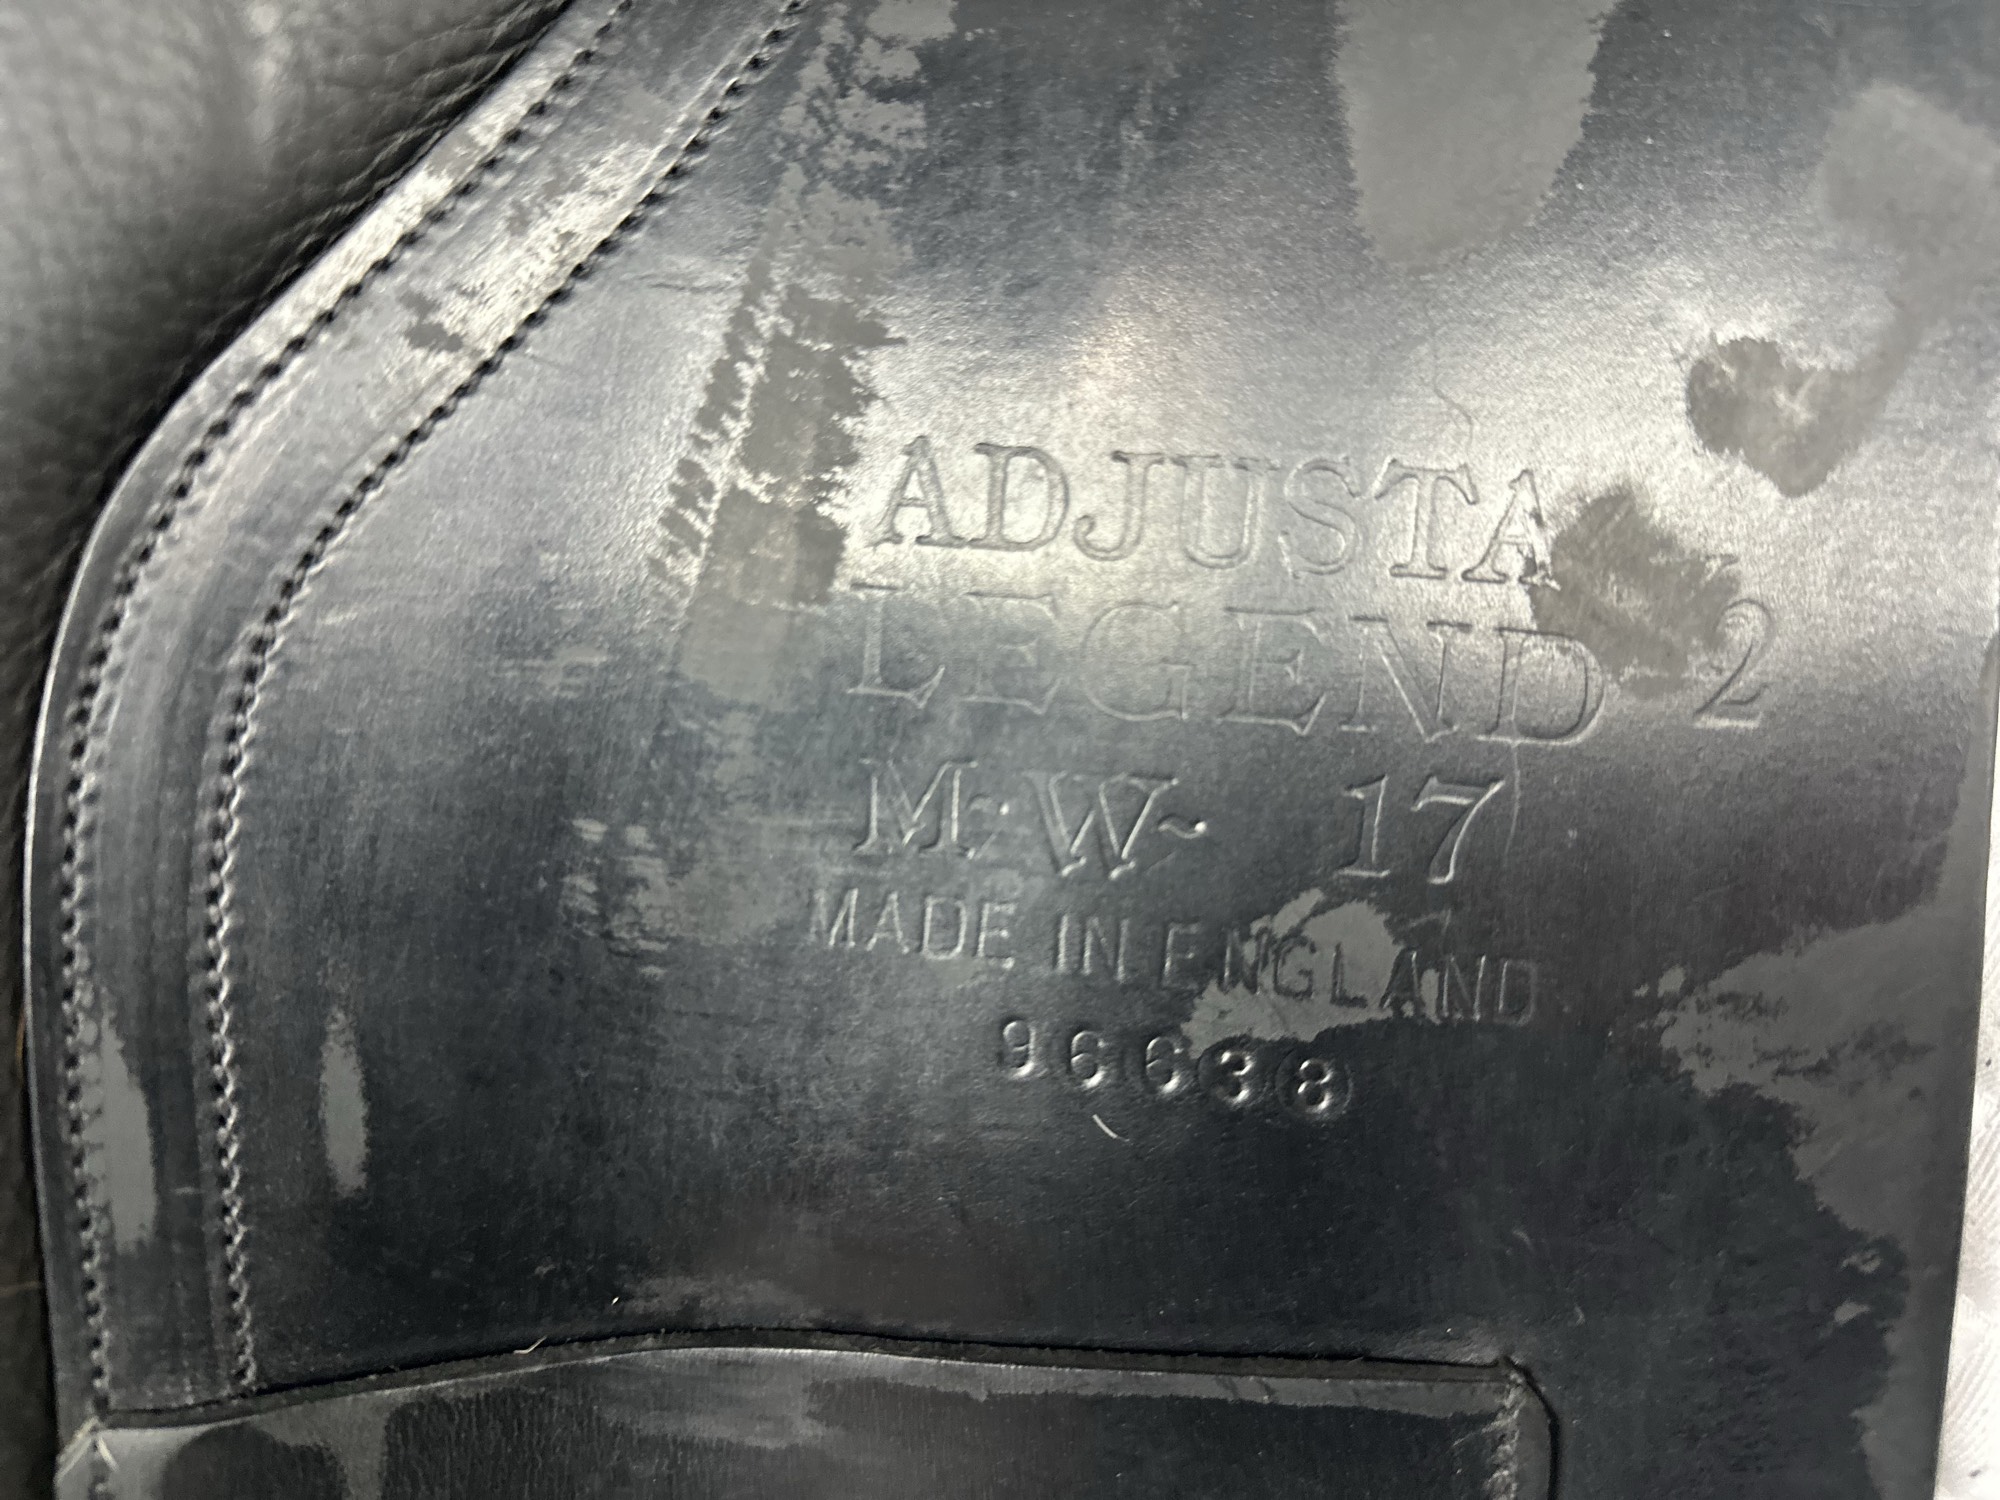 ADJUSTA
LEGEND 2
M·W~ 17
MADE IN ENGLAND
96638